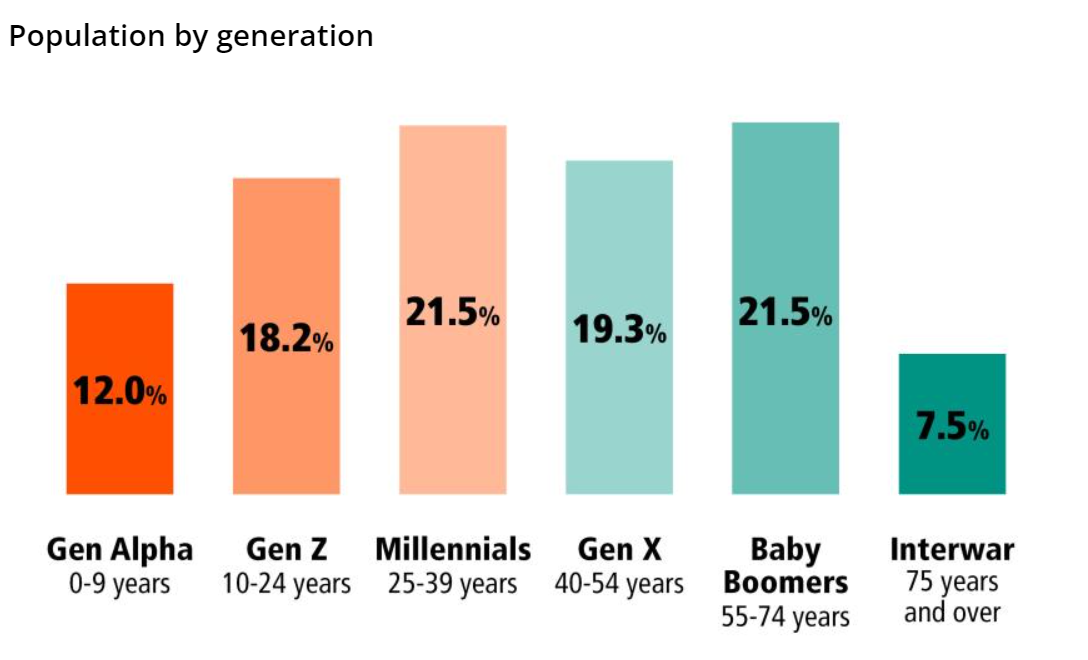 Population by generation
12.0%
18.2%
21.5%
19.3%
21.5%
7.5%
Gen Alpha
0-9 years
Gen Z
10-24 years
Millennials
25-39 years
Gen X
40-54 years
Baby
Boomers
55-74 years
Interwar
75 years
and over